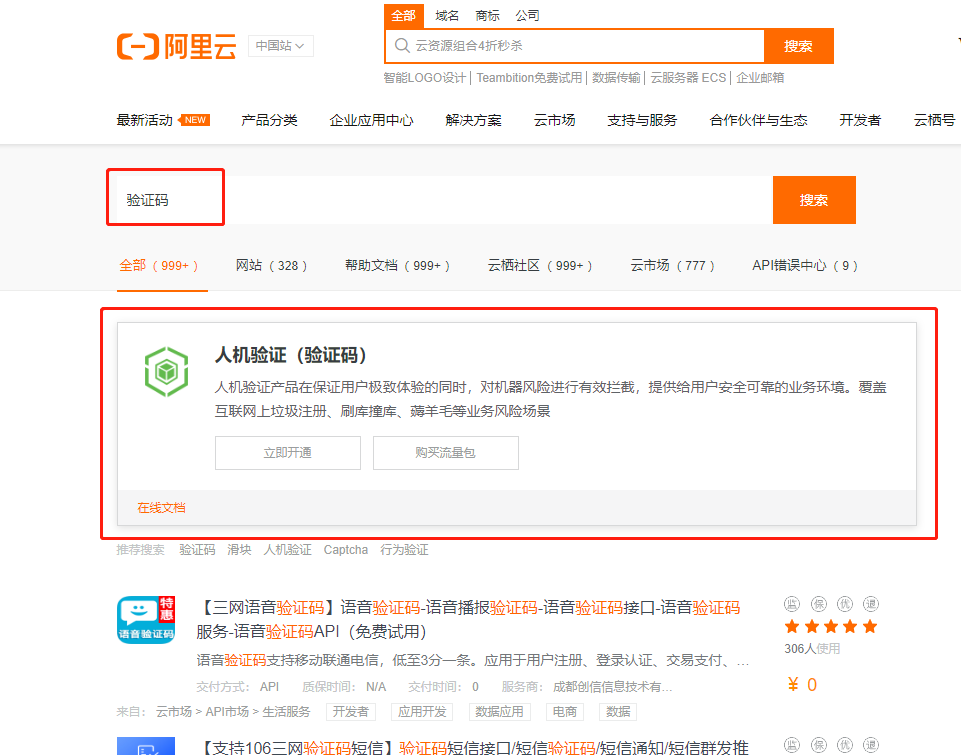 全部 域名 商标 公司
阿里云 中国站
云资源组合4折秒杀 搜索
智能LOGO设计 | Teambition免费试用 | 数据传输 | 云服务器 ECS | 企业邮箱
最新活动 NEW 产品分类 企业应用中心 解决方案 云市场 支持与服务 合作伙伴与生态 开发者 云栖号
验证码 搜索
全部（999+） 网站（328） 帮助文档（999+） 云栖社区（999+） 云市场（777） API错误中心（9）
人机验证（验证码）
人机验证产品在保证用户极致体验的同时，对机器风险进行有效拦截，提供给用户安全可靠的业务环境。覆盖
互联网上垃圾注册、刷库撞库、薅羊毛等业务风险场景
立即开通 购买流量包
在线文档
推荐搜索 验证码 滑块 人机验证 Captcha 行为验证
特惠
语音验证码
【三网语音验证码】语音验证码-语音播报验证码-语音验证码接口-语音验证码
服务-语音验证码API（免费试用）
语音验证码支持移动联通电信，低至3分一条。应用于用户注册、登录认证、交易支付、...
交付方式： API 质保时间： N/A 交付时间： 0 服务商： 成都创信信息技术有...
来自： 云市场 > API市场 > 生活服务 开发者 应用开发 数据应用 电商 数据
监 保 优 退
306人使用
¥ 0
【支持106三网验证码短信】验证码短信接口/短信验证码/短信通知/短信群发推
监 保 优 退